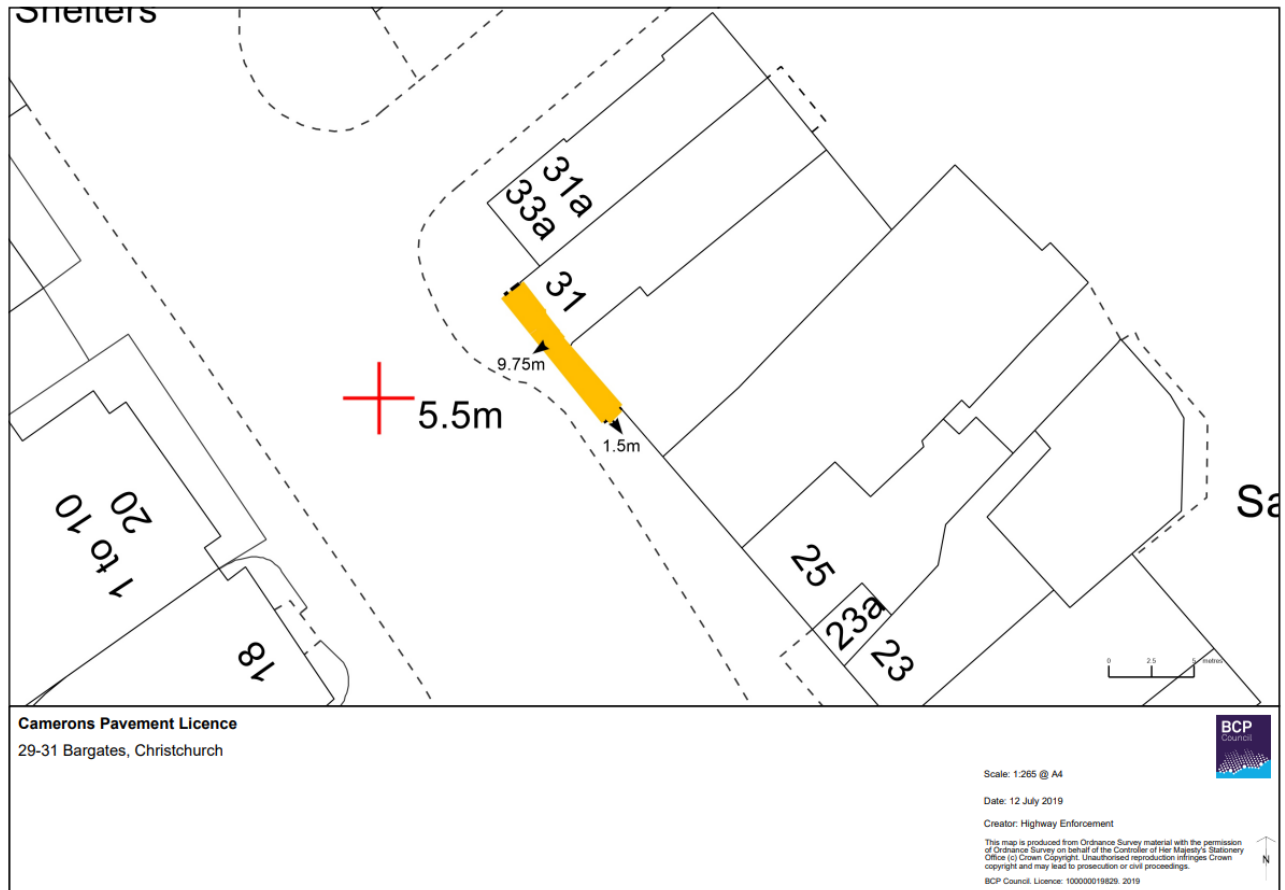 Shelters
31a
33a
31
9.75m
5.5m
1.5m
1 to 10
20
18
25
23a
23
Sa
0 2.5 5 metres
Camerons Pavement Licence
29-31 Bargates, Christchurch
BCP
Council
Scale: 1:265 @ A4
Date: 12 July 2019
Creator: Highway Enforcement
This map is produced from Ordnance Survey material with the permission
of Ordnance Survey on behalf of the Controller of Her Majesty's Stationery
Office (c) Crown Copyright. Unauthorised reproduction infringes Crown
copyright and may lead to prosecution or civil proceedings.
BCP Council. Licence: 100000019829. 2019
N